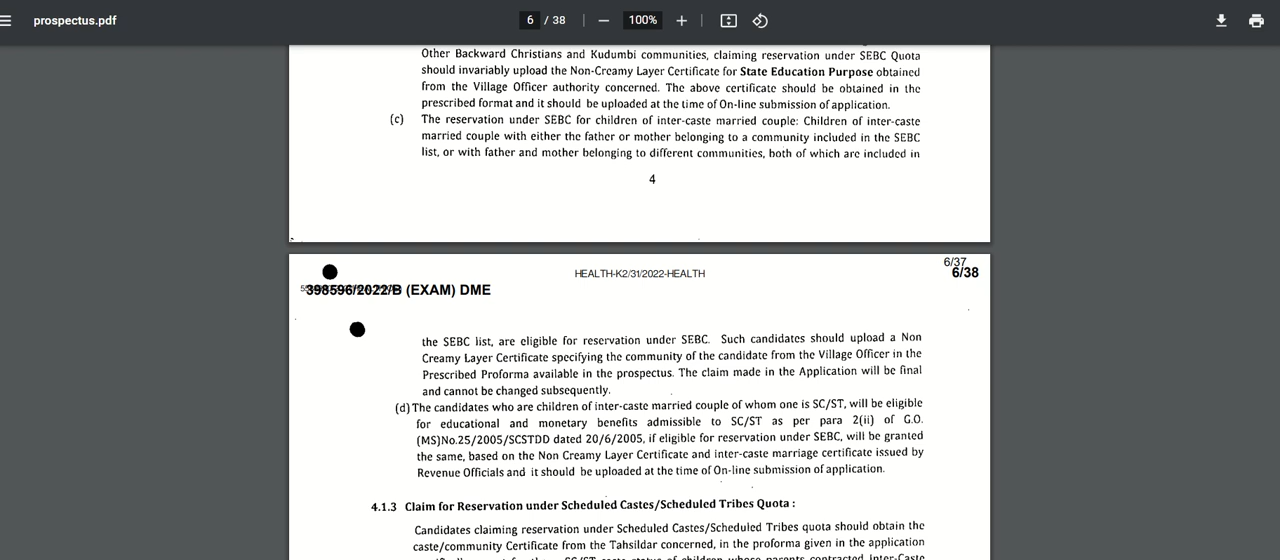 prospectus.pdf
6 / 38
100%
Other Backward Christians and Kudumbi communities, claiming reservation under SEBC Quota
should invariably upload the Non-Creamy Layer Certificate for State Education Purpose obtained
from the Village Officer authority concerned. The above certificate should be obtained in the
prescribed format and it should be uploaded at the time of On-line submission of application.
(c) The reservation under SEBC for children of inter-caste married couple: Children of inter-caste
married couple with either the father or mother belonging to a community included in the SEBC
list, or with father and mother belonging to different communities, both of which are included in
4
6/37
HEALTH-K2/31/2022-HEALTH
6/38
398596/2022/B (EXAM) DME
the SEBC list, are eligible for reservation under SEBC. Such candidates should upload a Non
Creamy Layer Certificate specifying the community of the candidate from the Village Officer in the
Prescribed Proforma available in the prospectus. The claim made in the Application will be final
and cannot be changed subsequently.
(d) The candidates who are children of inter-caste married couple of whom one is SC/ST, will be eligible
for educational and monetary benefits admissible to SC/ST as per para 2(ii) of G.O.
(MS)No.25/2005/SCSTDD dated 20/6/2005, if eligible for reservation under SEBC, will be granted
the same, based on the Non Creamy Layer Certificate and inter-caste marriage certificate issued by
Revenue Officials and it should be uploaded at the time of On-line submission of application.
4.1.3 Claim for Reservation under Scheduled Castes/Scheduled Tribes Quota :
Candidates claiming reservation under Scheduled Castes/Scheduled Tribes quota should obtain the
caste/community Certificate from the Tahsildar concerned, in the proforma given in the application
SC/ST caste status of children whose parents contracted Inter-Caste